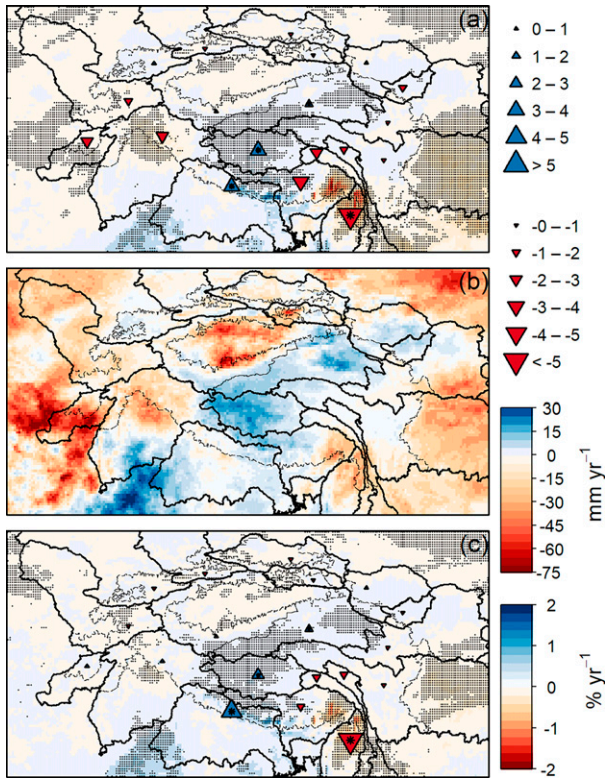 (a)
0 – 1
1 – 2
2 – 3
3 – 4
4 – 5
> 5
-0 – -1
-1 – -2
-2 – -3
-3 – -4
-4 – -5
< -5
(b)
30
15
0
-15
-30
-45
-60
-75
mm yr⁻¹
(c)
2
1
0
-1
-2
% yr⁻¹